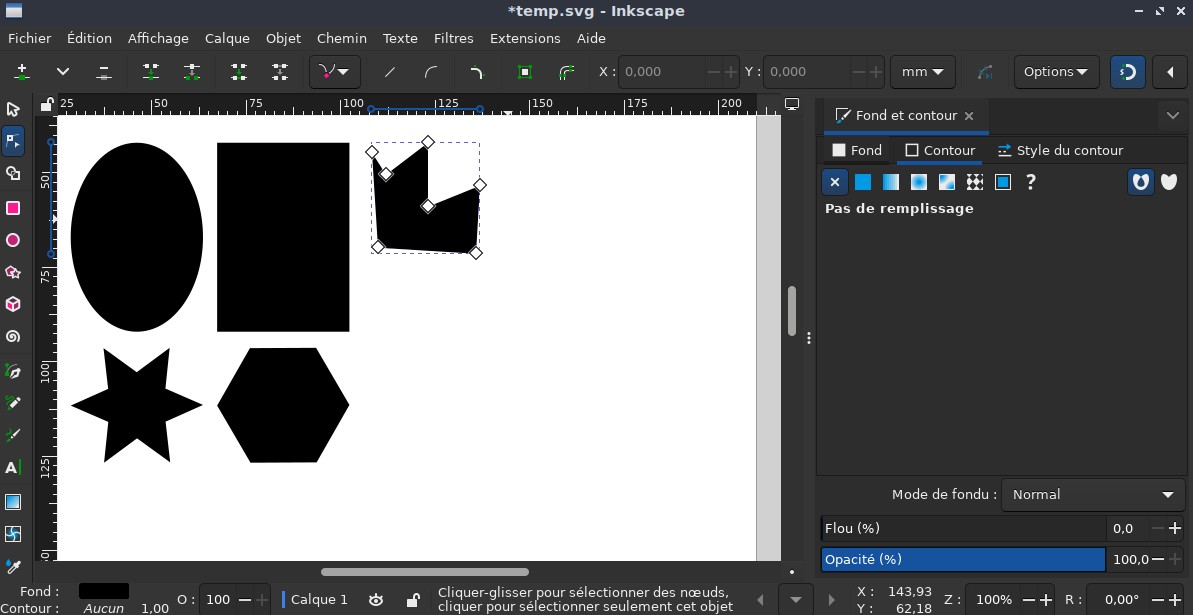 *temp.svg - Inkscape
Fichier Édition Affichage Calque Objet Chemin Texte Filtres Extensions Aide
X : 0,000 Y : 0,000 mm Options
25 50 75 100 125 150 175 200
Fond et contour
Fond Contour Style du contour
?
Pas de remplissage
50
75
100
125
A
Mode de fondu : Normal
Flou (%) 0,0
Opacité (%) 100,0
Fond :
Contour : Aucun 1,00
O : 100
Calque 1
Cliquer-glisser pour sélectionner des nœuds,
cliquer pour sélectionner seulement cet objet
X : 143,93
Y : 62,18
Z : 100%
R : 0,00°